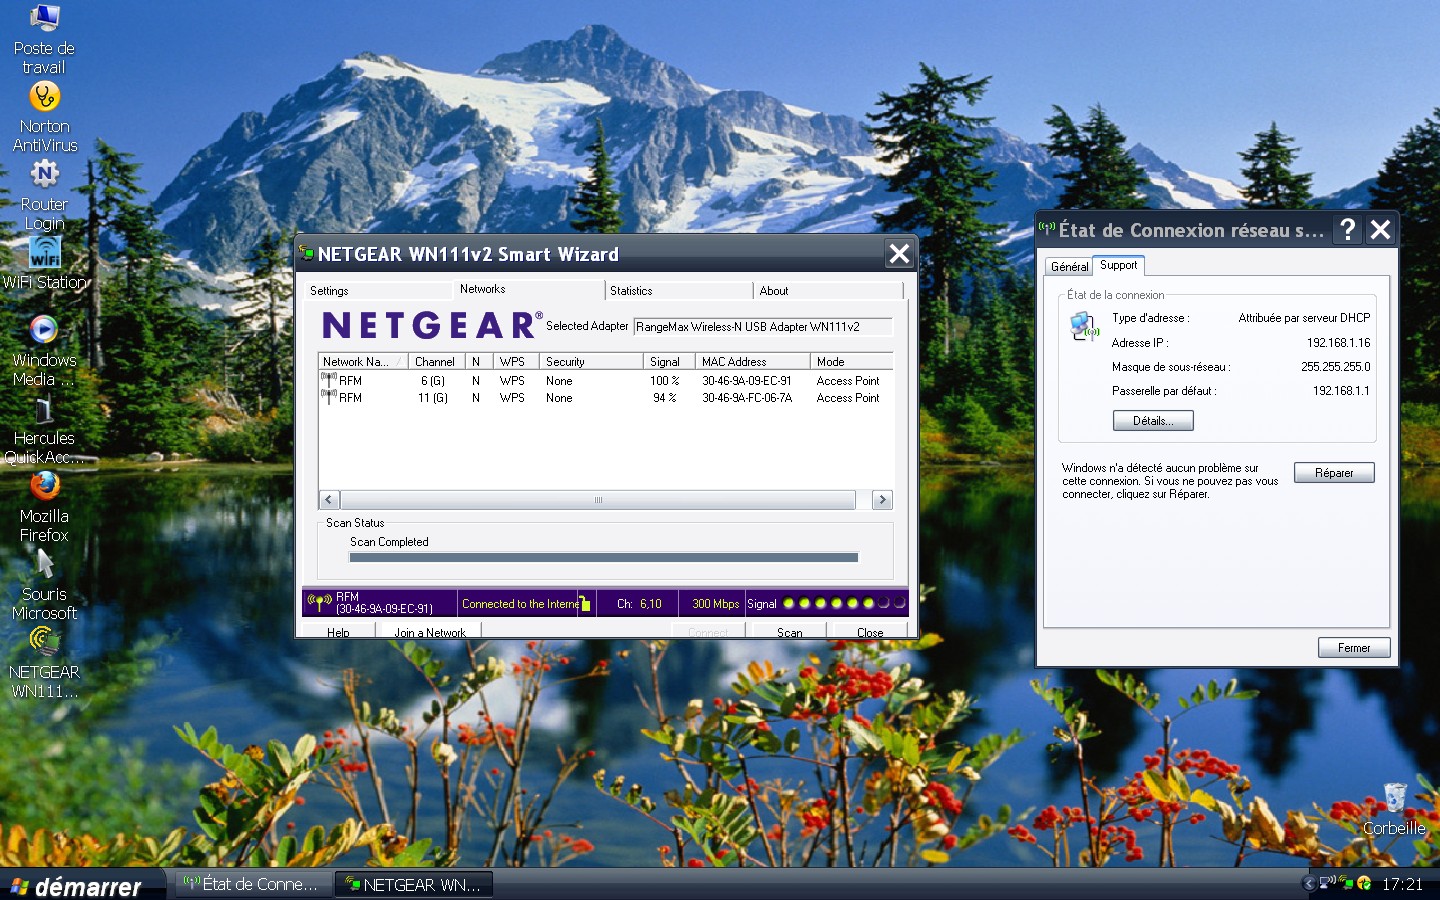 Poste de
travail
Norton
AntiVirus
Router
Login
WiFi
WiFi Station
Windows
Media ...
Hercules
QuickAcc...
Mozilla
Firefox
Souris
Microsoft
NETGEAR
WN111...
NETGEAR WN111v2 Smart Wizard
Settings Networks Statistics About
NETGEAR® Selected Adapter RangeMax Wireless-N USB Adapter WN111v2
Network Na... Channel N WPS Security Signal MAC Address Mode
RFM 6 (G) N WPS None 100 % 30-46-9A-09-EC-91 Access Point
RFM 11 (G) N WPS None 94 % 30-46-9A-FC-06-7A Access Point
Scan Status
Scan Completed
RFM
(30-46-9A-09-EC-91) Connected to the Interne Ch: 6,10 300 Mbps Signal
Help Join a Network Connect Scan Close
État de Connexion réseau s... ?
Général Support
État de la connexion
Type d'adresse : Attribuée par serveur DHCP
Adresse IP : 192.168.1.16
Masque de sous-réseau : 255.255.255.0
Passerelle par défaut : 192.168.1.1
Détails...
Windows n'a détecté aucun problème sur
cette connexion. Si vous ne pouvez pas vous
connecter, cliquez sur Réparer.
Réparer
Fermer
Corbeille
démarrer État de Conne... NETGEAR WN... 17:21